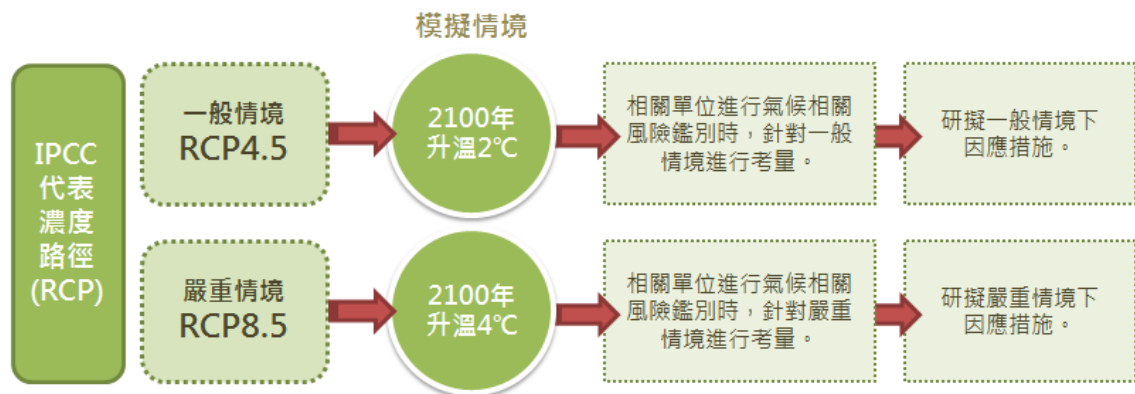 模擬情境
IPCC
代表
濃度
路徑
(RCP)
一般情境
RCP4.5
2100年
升溫2°C
相關單位進行氣候相關
風險鑑別時，針對一般
情境進行考量。
研擬一般情境下
因應措施。
嚴重情境
RCP8.5
2100年
升溫4°C
相關單位進行氣候相關
風險鑑別時，針對嚴重
情境進行考量。
研擬嚴重情境下
因應措施。